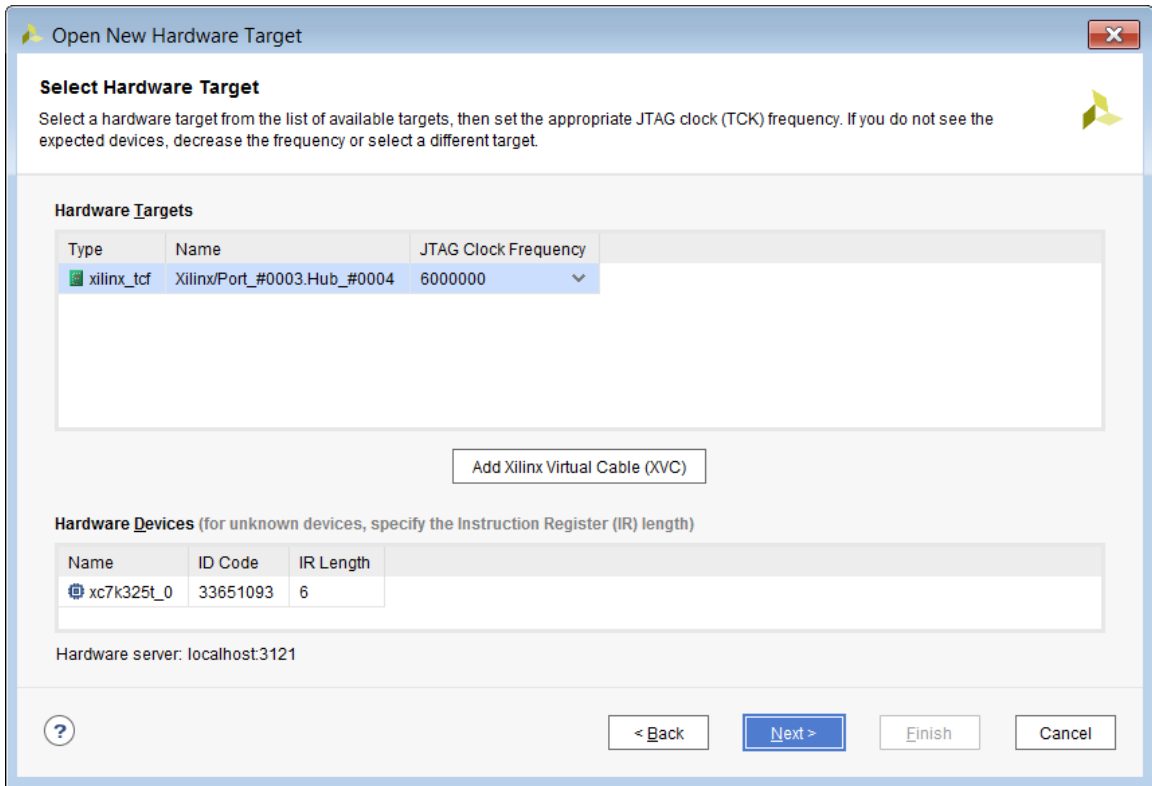 Open New Hardware Target
Select Hardware Target
Select a hardware target from the list of available targets, then set the appropriate JTAG clock (TCK) frequency. If you do not see the
expected devices, decrease the frequency or select a different target.
Hardware Targets
Type Name JTAG Clock Frequency
xilinx_tcf Xilinx/Port_#0003.Hub_#0004 6000000
Add Xilinx Virtual Cable (XVC)
Hardware Devices (for unknown devices, specify the Instruction Register (IR) length)
Name ID Code IR Length
xc7k325t_0 33651093 6
Hardware server: localhost:3121
? < Back Next > Finish Cancel